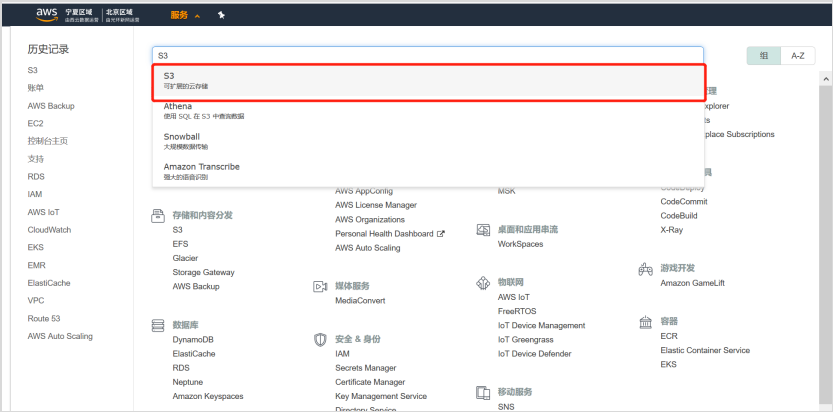 aws 宁夏区域 北京区域
由西云数据运营 由光环新网运营
服务
历史记录
S3
账单
AWS Backup
EC2
控制台主页
支持
RDS
IAM
AWS IoT
CloudWatch
EKS
EMR
ElastiCache
VPC
Route 53
AWS Auto Scaling
S3
组 A-Z
S3
可扩展的云存储
Athena
使用 SQL 在 S3 中查询数据
Snowball
大规模数据传输
Amazon Transcribe
强大的语音识别
存储和内容分发
S3
EFS
Glacier
Storage Gateway
AWS Backup
数据库
DynamoDB
ElastiCache
RDS
Neptune
Amazon Keyspaces
AWS AppConfig
AWS License Manager
AWS Organizations
Personal Health Dashboard
AWS Auto Scaling
媒体服务
MediaConvert
安全 & 身份
IAM
Secrets Manager
Certificate Manager
Key Management Service
Directory Service
MSK
桌面和应用串流
WorkSpaces
物联网
AWS IoT
FreeRTOS
IoT Device Management
IoT Greengrass
IoT Device Defender
移动服务
SNS
理
xplorer
ts
place Subscriptions
具
CodeDeploy
CodeCommit
CodeBuild
X-Ray
游戏开发
Amazon GameLift
容器
ECR
Elastic Container Service
EKS